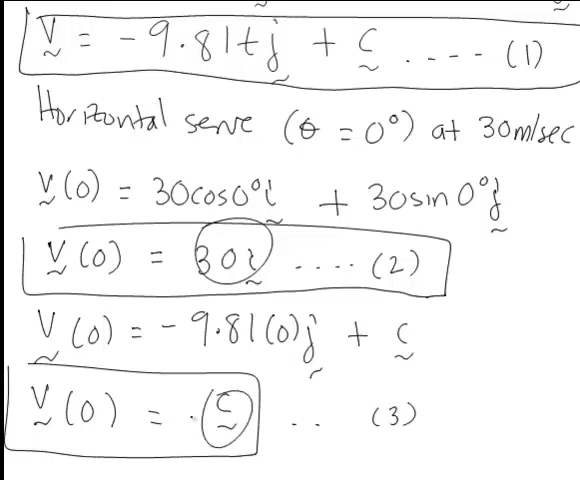 V = -9.81tj + c .... (1)
Horizontal serve (θ = 0°) at 30m/sec
V(0) = 30cos0°i + 30sin0°j
V(0) = 30i .... (2)
V(0) = -9.81(0)j + c
V(0) = c .. (3)